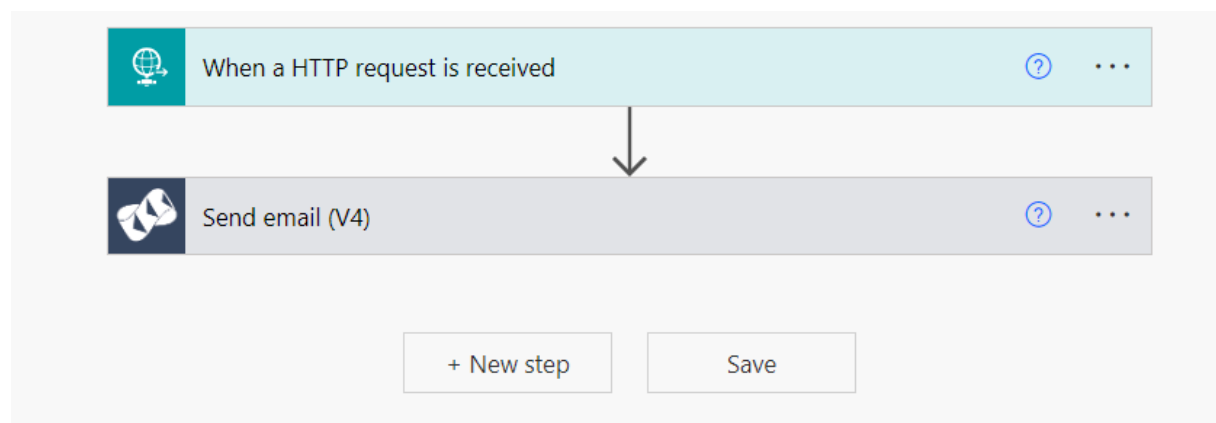 When a HTTP request is received
Send email (V4)
+ New step
Save